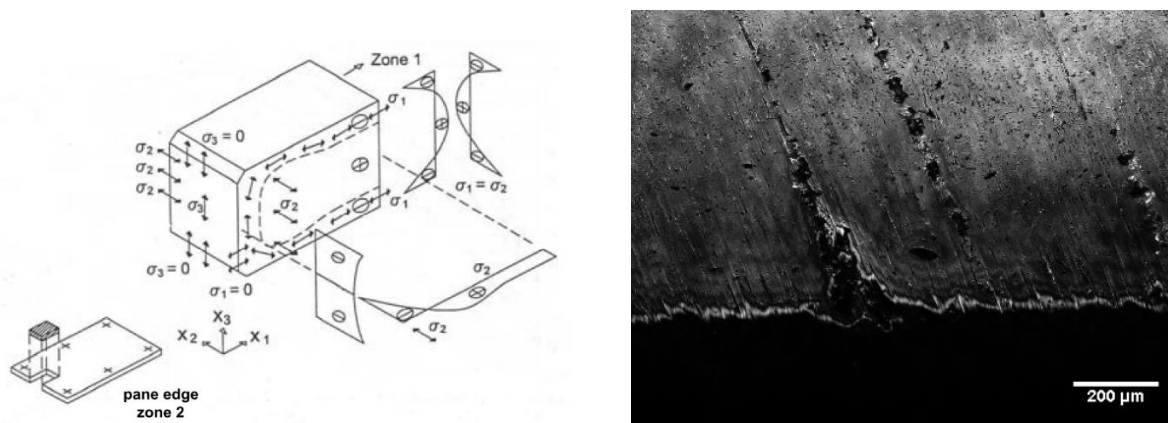 Zone 1
σ₁
σ₃ = 0
σ₂
σ₂
σ₂
σ₃
σ₂
σ₁
σ₁ = σ₂
σ₃ = 0
σ₁ = 0
σ₂
σ₂
X₃
X₂
X₁
pane edge
zone 2
200 µm